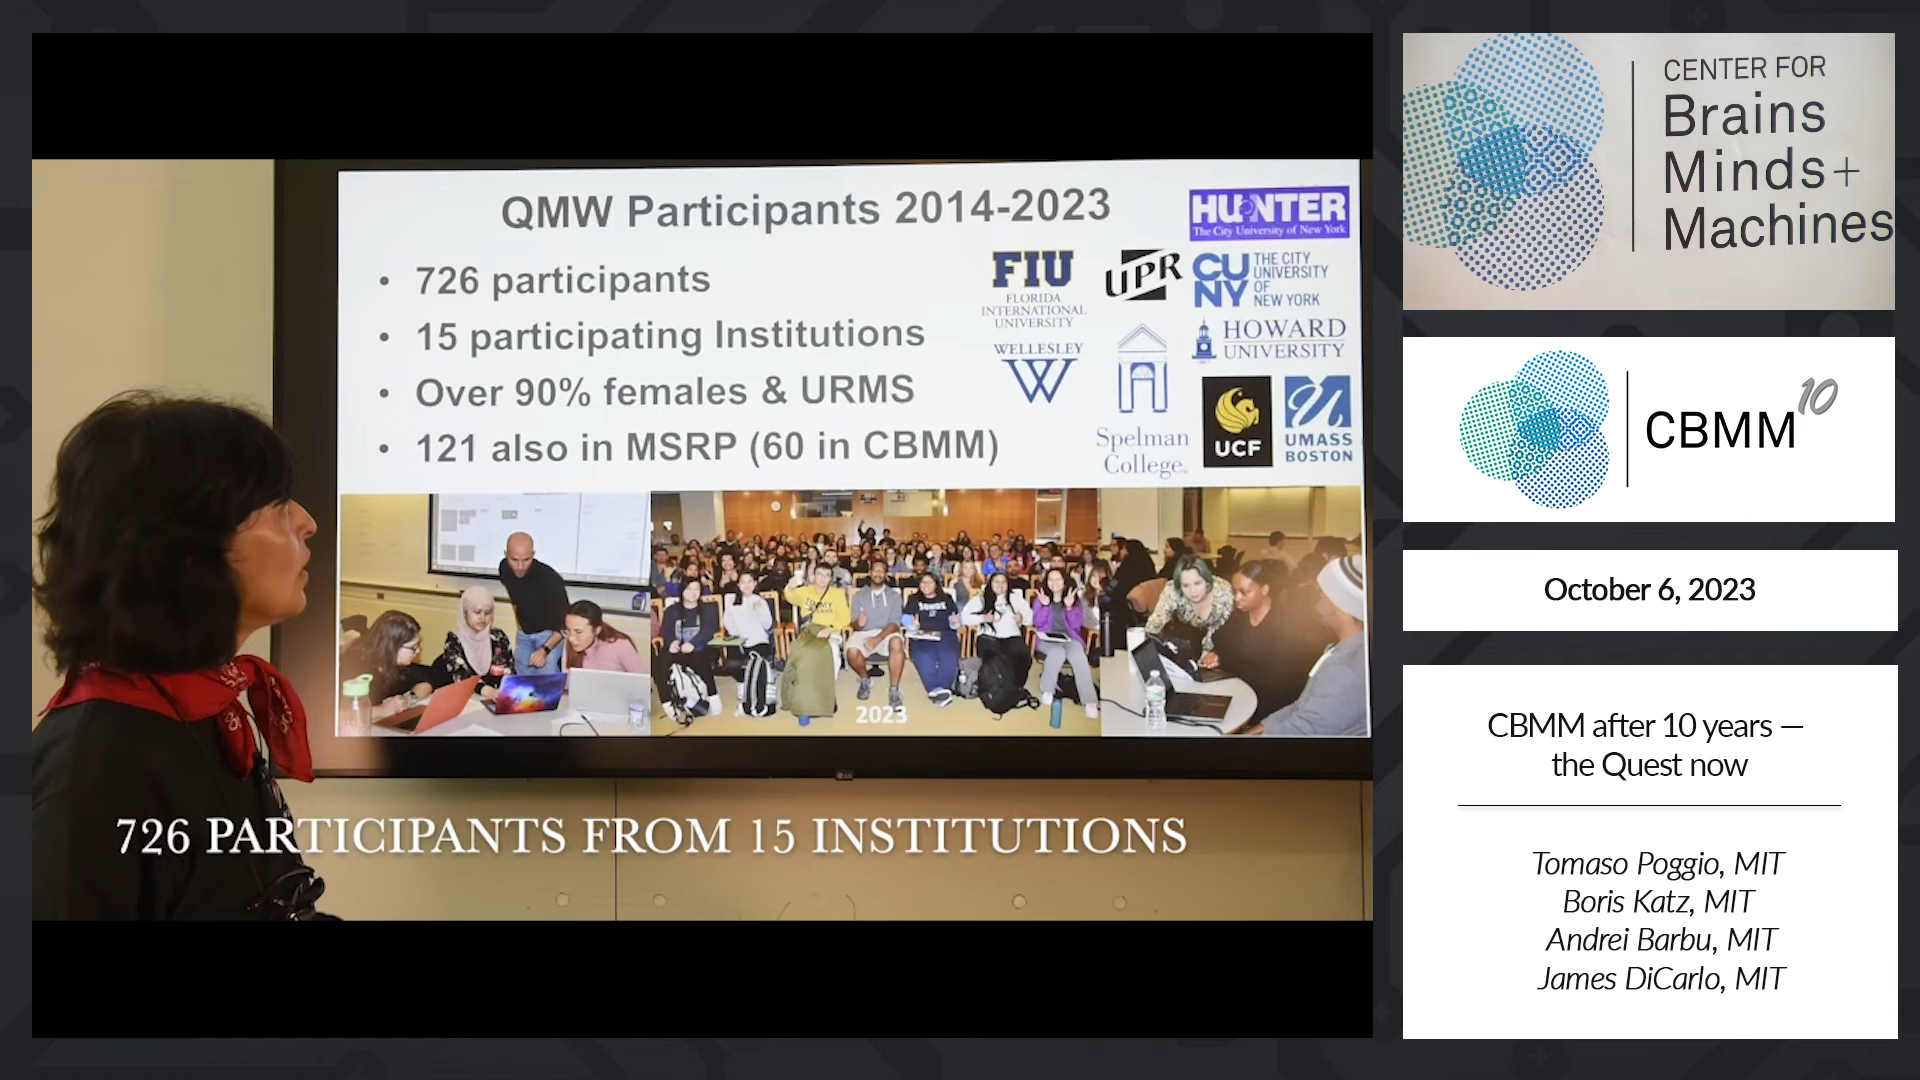 QMW Participants 2014-2023
• 726 participants
• 15 participating Institutions
• Over 90% females & URMS
• 121 also in MSRP (60 in CBMM)
HUNTER
The City University of New York
FIU
FLORIDA
INTERNATIONAL
UNIVERSITY
UPR
CU
NY
THE CITY
UNIVERSITY
OF
NEW YORK
WELLESLEY
W
HOWARD
UNIVERSITY
Spelman
College
UCF
UMASS
BOSTON
2023
LG
726 PARTICIPANTS FROM 15 INSTITUTIONS
CENTER FOR
Brains
Minds+
Machines
CBMM10
October 6, 2023
CBMM after 10 years —
the Quest now
Tomaso Poggio, MIT
Boris Katz, MIT
Andrei Barbu, MIT
James DiCarlo, MIT